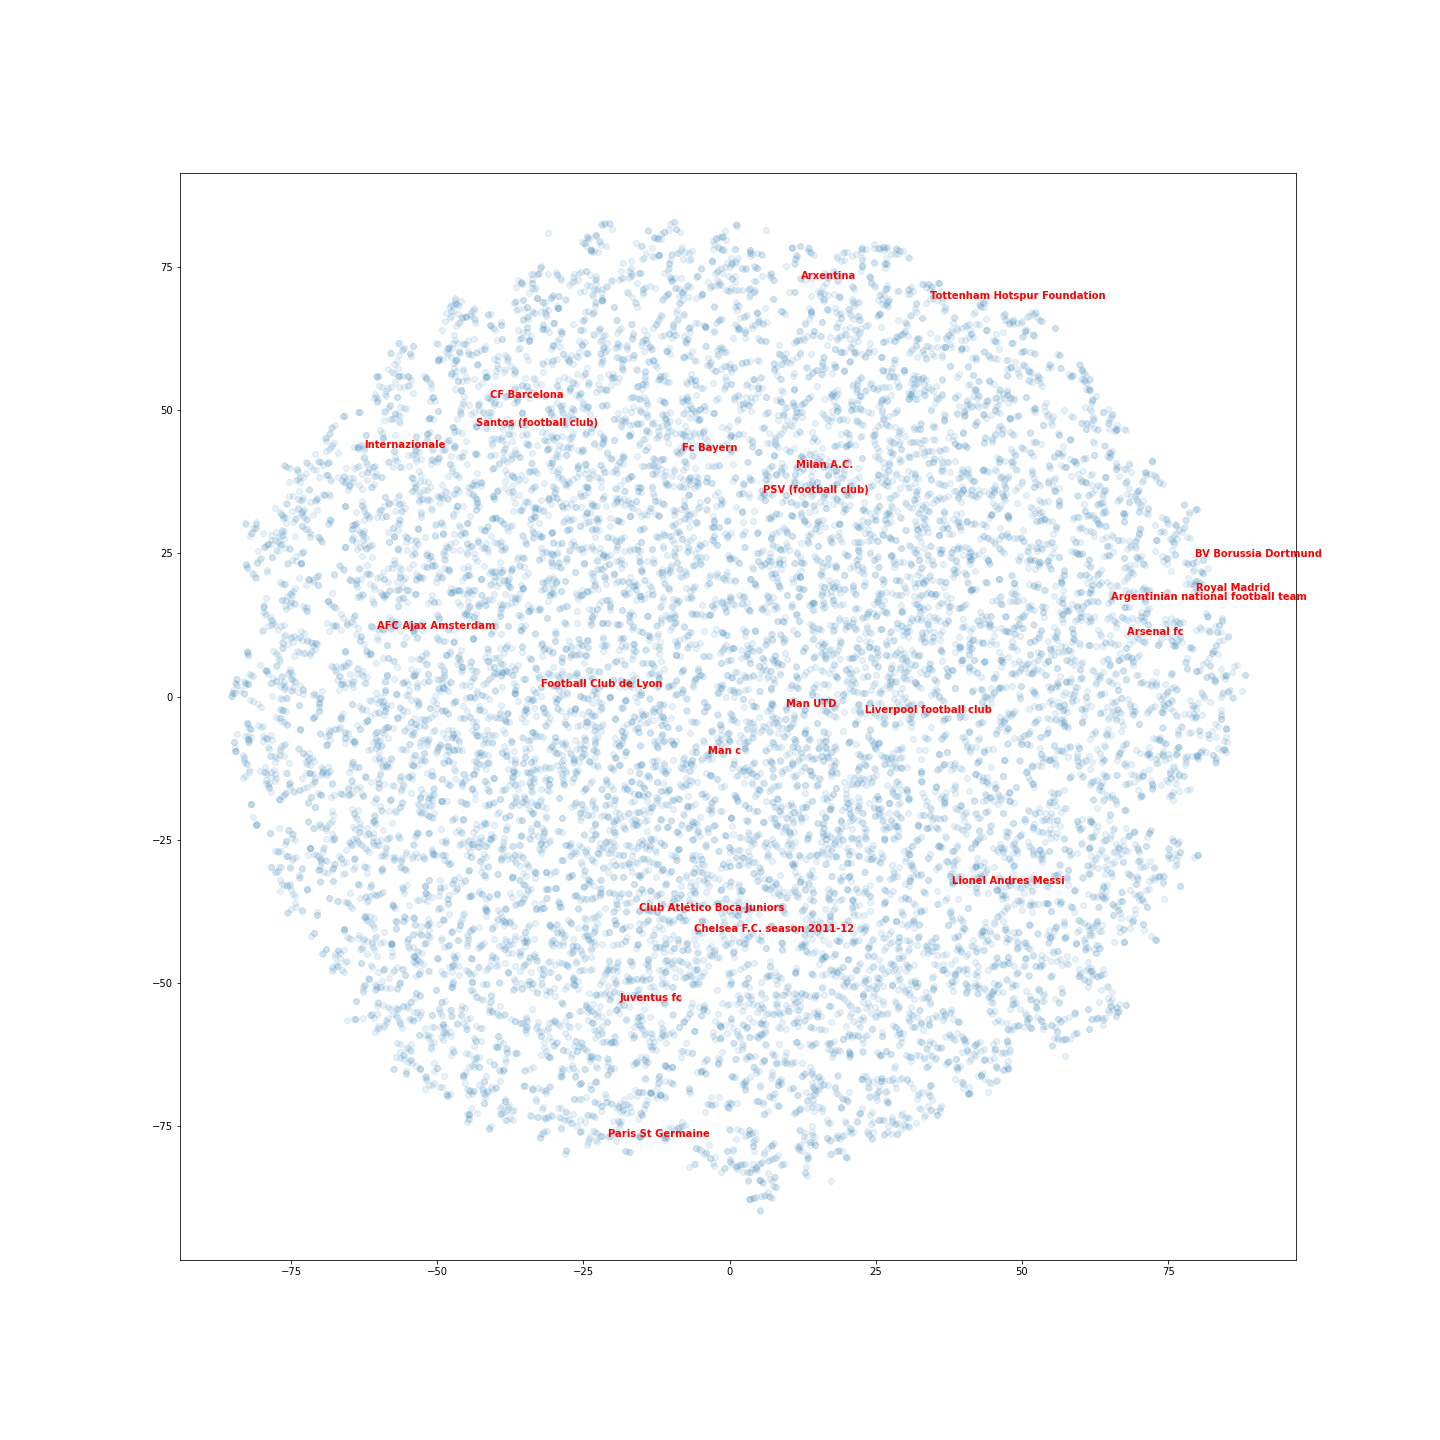 75
Arxentina
Tottenham Hotspur Foundation
50
CF Barcelona
Santos (football club)
Internazionale
Fc Bayern
Milan A.C.
PSV (football club)
25
BV Borussia Dortmund
Royal Madrid
Argentinian national football team
AFC Ajax Amsterdam
Arsenal fc
0
Football Club de Lyon
Man UTD
Liverpool football club
Man c
−25
Lionel Andres Messi
Club Atlético Boca Juniors
Chelsea F.C. season 2011-12
−50
Juventus fc
−75
Paris St Germaine
−75 −50 −25 0 25 50 75